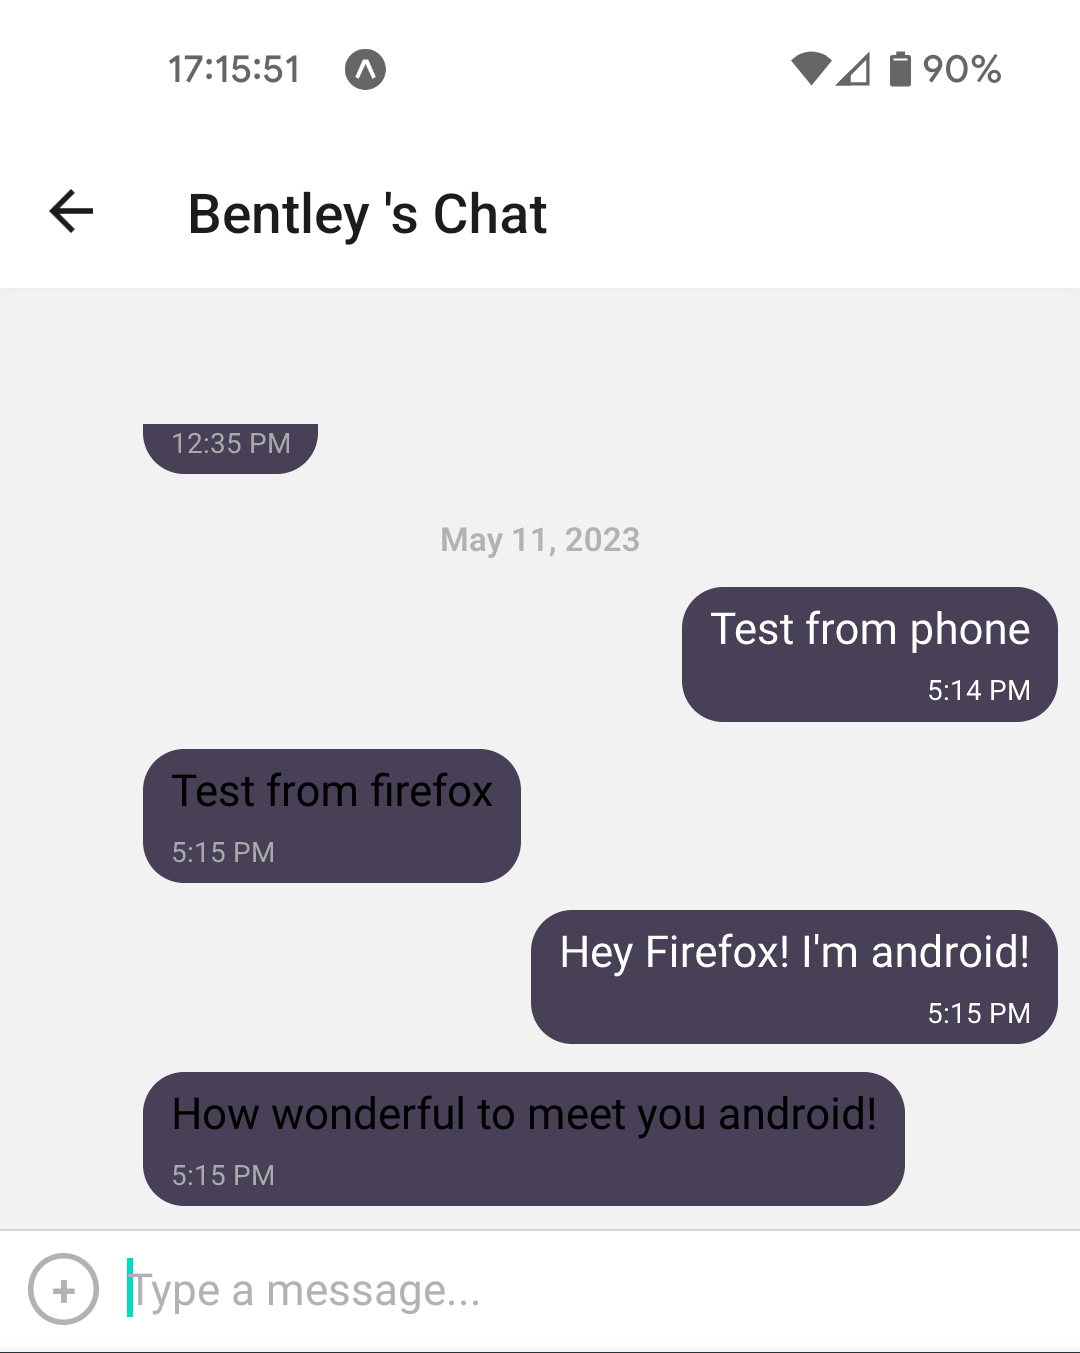 17:15:51
90%
Bentley 's Chat
12:35 PM
May 11, 2023
Test from phone
5:14 PM
Test from firefox
5:15 PM
Hey Firefox! I'm android!
5:15 PM
How wonderful to meet you android!
5:15 PM
Type a message...